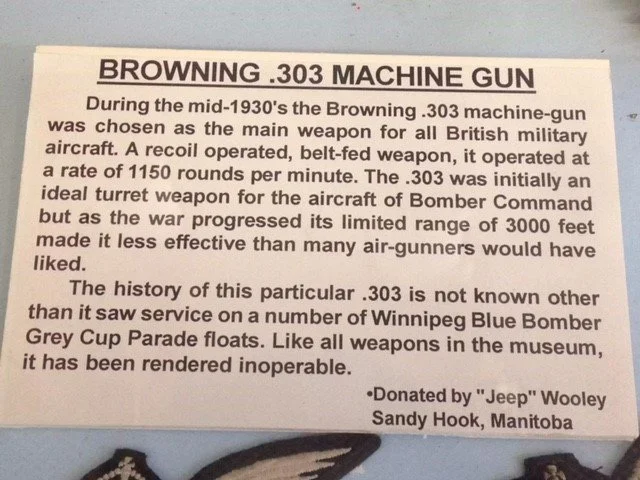 BROWNING .303 MACHINE GUN
During the mid-1930's the Browning .303 machine-gun
was chosen as the main weapon for all British military
aircraft. A recoil operated, belt-fed weapon, it operated at
a rate of 1150 rounds per minute. The .303 was initially an
ideal turret weapon for the aircraft of Bomber Command
but as the war progressed its limited range of 3000 feet
made it less effective than many air-gunners would have
liked.
The history of this particular .303 is not known other
than it saw service on a number of Winnipeg Blue Bomber
Grey Cup Parade floats. Like all weapons in the museum,
it has been rendered inoperable.
•Donated by "Jeep" Wooley
Sandy Hook, Manitoba